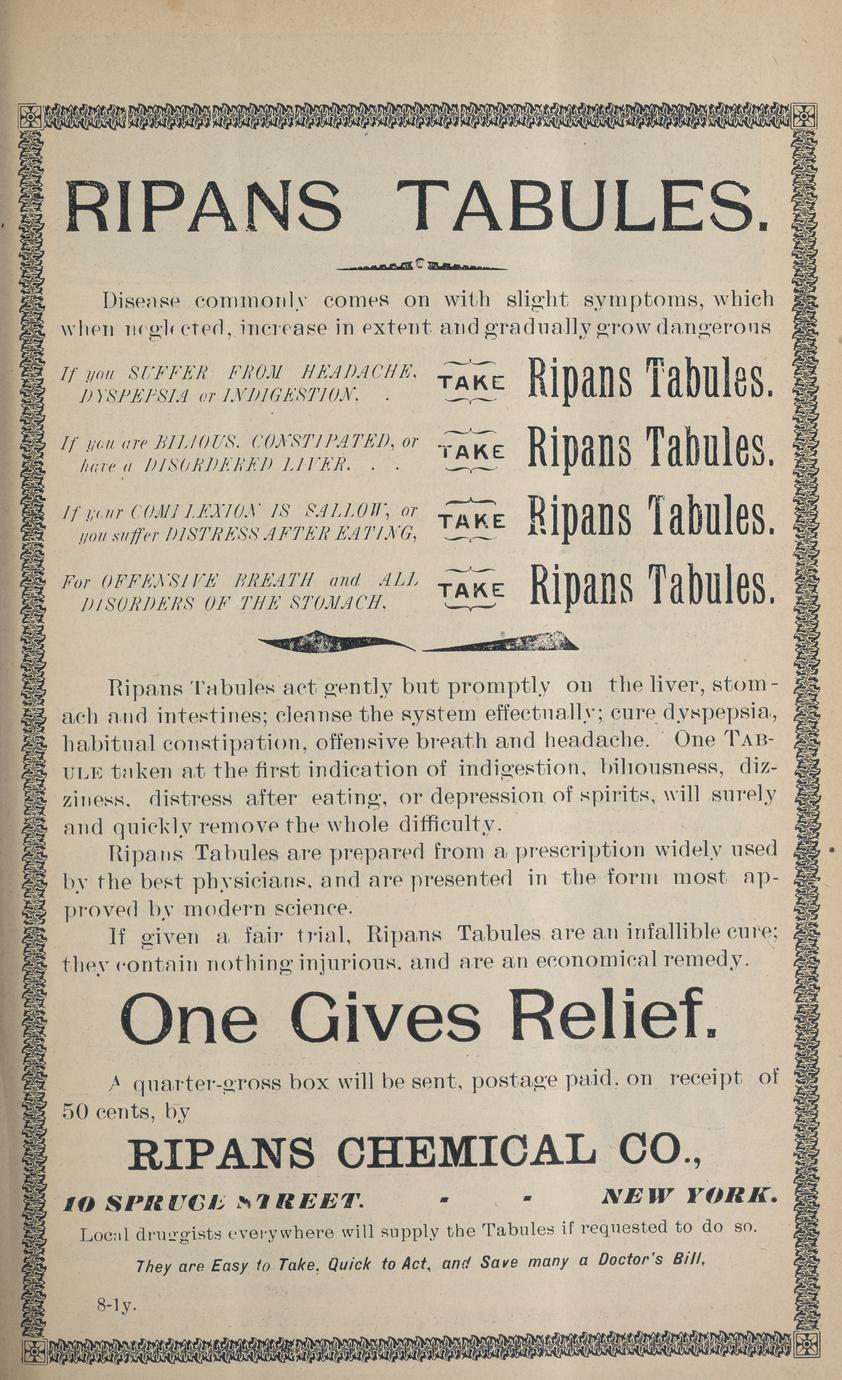 RIPANS TABULES.
Disease commonly comes on with slight symptoms, which
when neglected, increase in extent and gradually grow dangerous
If you SUFFER FROM HEADACHE,
DYSPEPSIA or INDIGESTION, .
TAKE Ripans Tabules.
If you are BILIOUS, CONSTIPATED, or
have a DISORDERED LIVER, . .
TAKE Ripans Tabules.
If your COMPLEXION IS SALLOW, or
you suffer DISTRESS AFTER EATING,
TAKE Ripans Tabules.
For OFFENSIVE BREATH and ALL
DISORDERS OF THE STOMACH,
TAKE Ripans Tabules.
Ripans Tabules act gently but promptly on the liver, stom-
ach and intestines; cleanse the system effectually; cure dyspepsia,
habitual constipation, offensive breath and headache. One TAB-
ULE taken at the first indication of indigestion, biliousness, diz-
ziness, distress after eating, or depression of spirits, will surely
and quickly remove the whole difficulty.
Ripans Tabules are prepared from a prescription widely used
by the best physicians, and are presented in the form most ap-
proved by modern science.
If given a fair trial, Ripans Tabules are an infallible cure;
they contain nothing injurious, and are an economical remedy.
One Gives Relief.
A quarter-gross box will be sent, postage paid, on receipt of
50 cents, by
RIPANS CHEMICAL CO.,
10 SPRUCE STREET. - - NEW YORK.
Local druggists everywhere will supply the Tabules if requested to do so.
They are Easy to Take, Quick to Act, and Save many a Doctor's Bill,
8-1y.